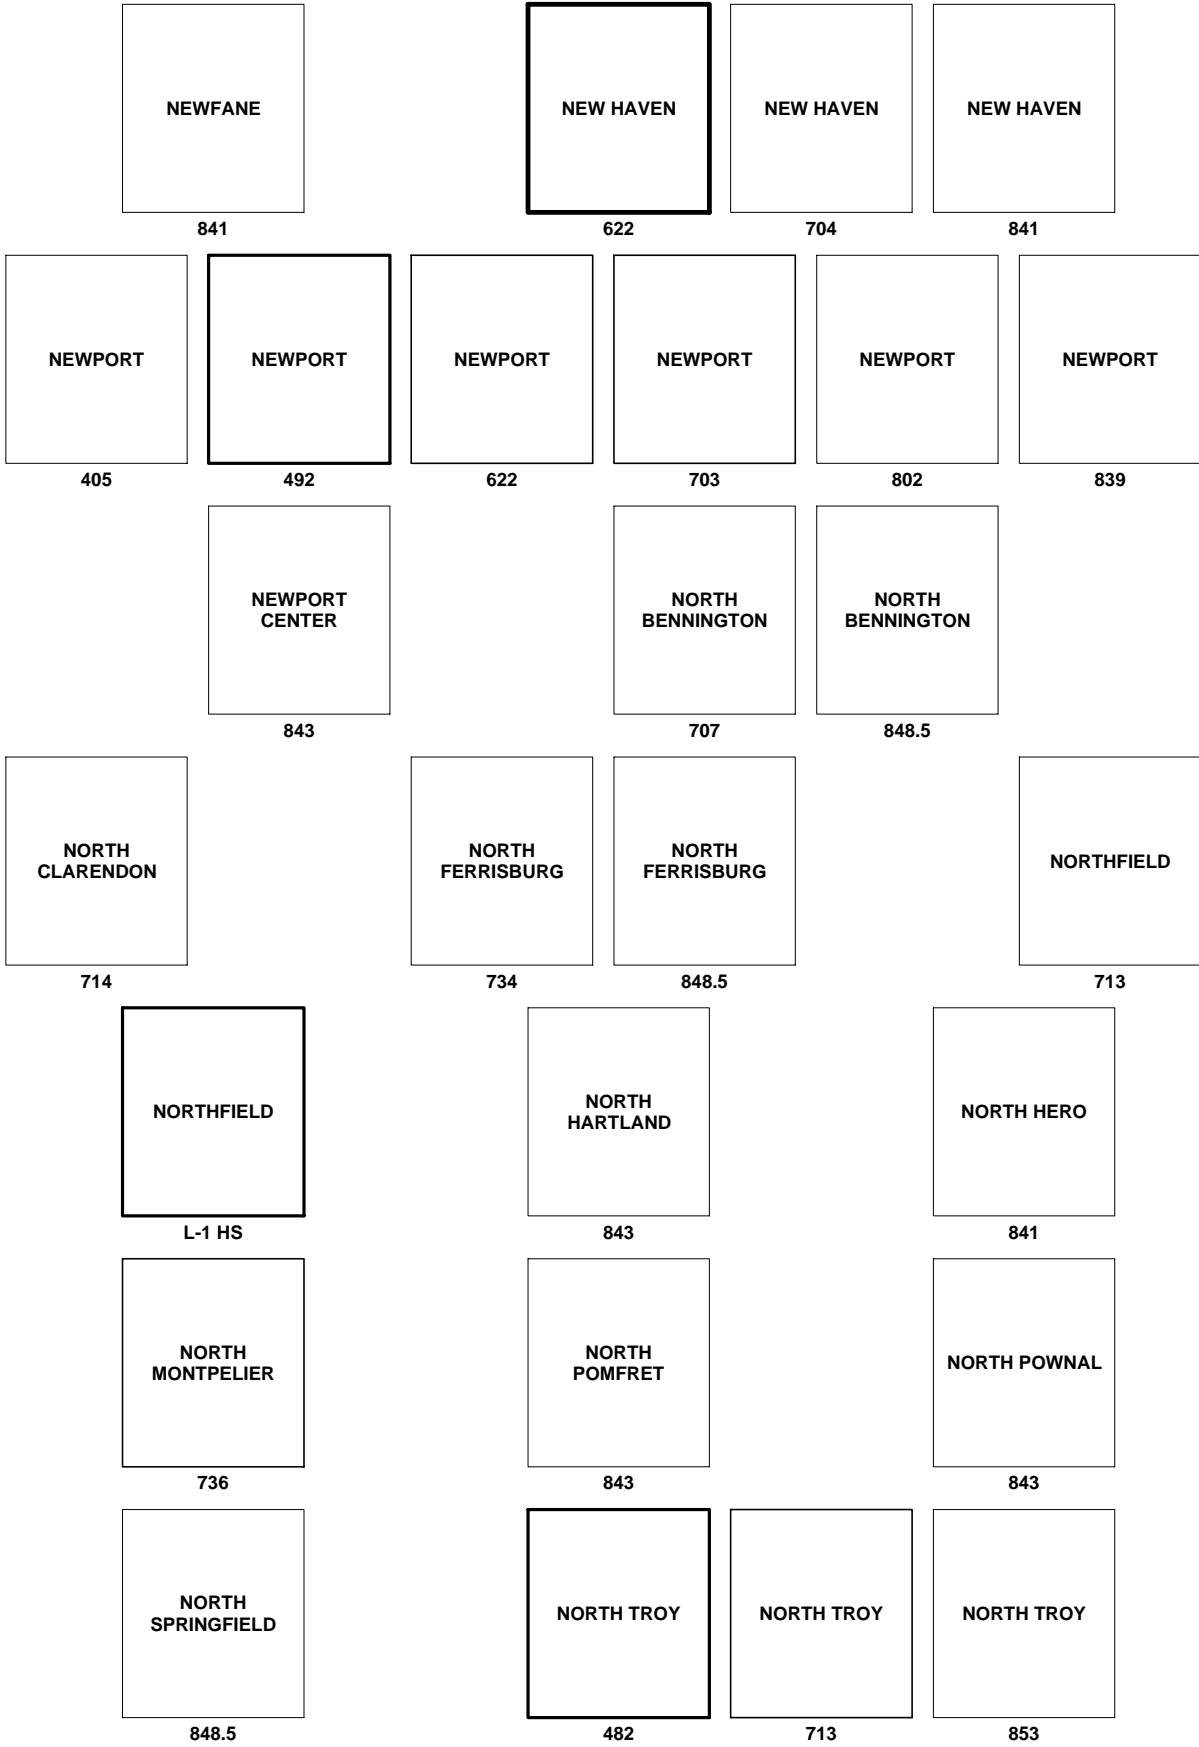 NEWFANE
841
NEW HAVEN
622
NEW HAVEN
704
NEW HAVEN
841
NEWPORT
405
NEWPORT
492
NEWPORT
622
NEWPORT
703
NEWPORT
802
NEWPORT
839
NEWPORT
CENTER
843
NORTH
BENNINGTON
707
NORTH
BENNINGTON
848.5
NORTH
CLARENDON
714
NORTH
FERRISBURG
734
NORTH
FERRISBURG
848.5
NORTHFIELD
713
NORTHFIELD
L-1 HS
NORTH
HARTLAND
843
NORTH HERO
841
NORTH
MONTPELIER
736
NORTH
POMFRET
843
NORTH POWNAL
843
NORTH
SPRINGFIELD
848.5
NORTH TROY
482
NORTH TROY
713
NORTH TROY
853